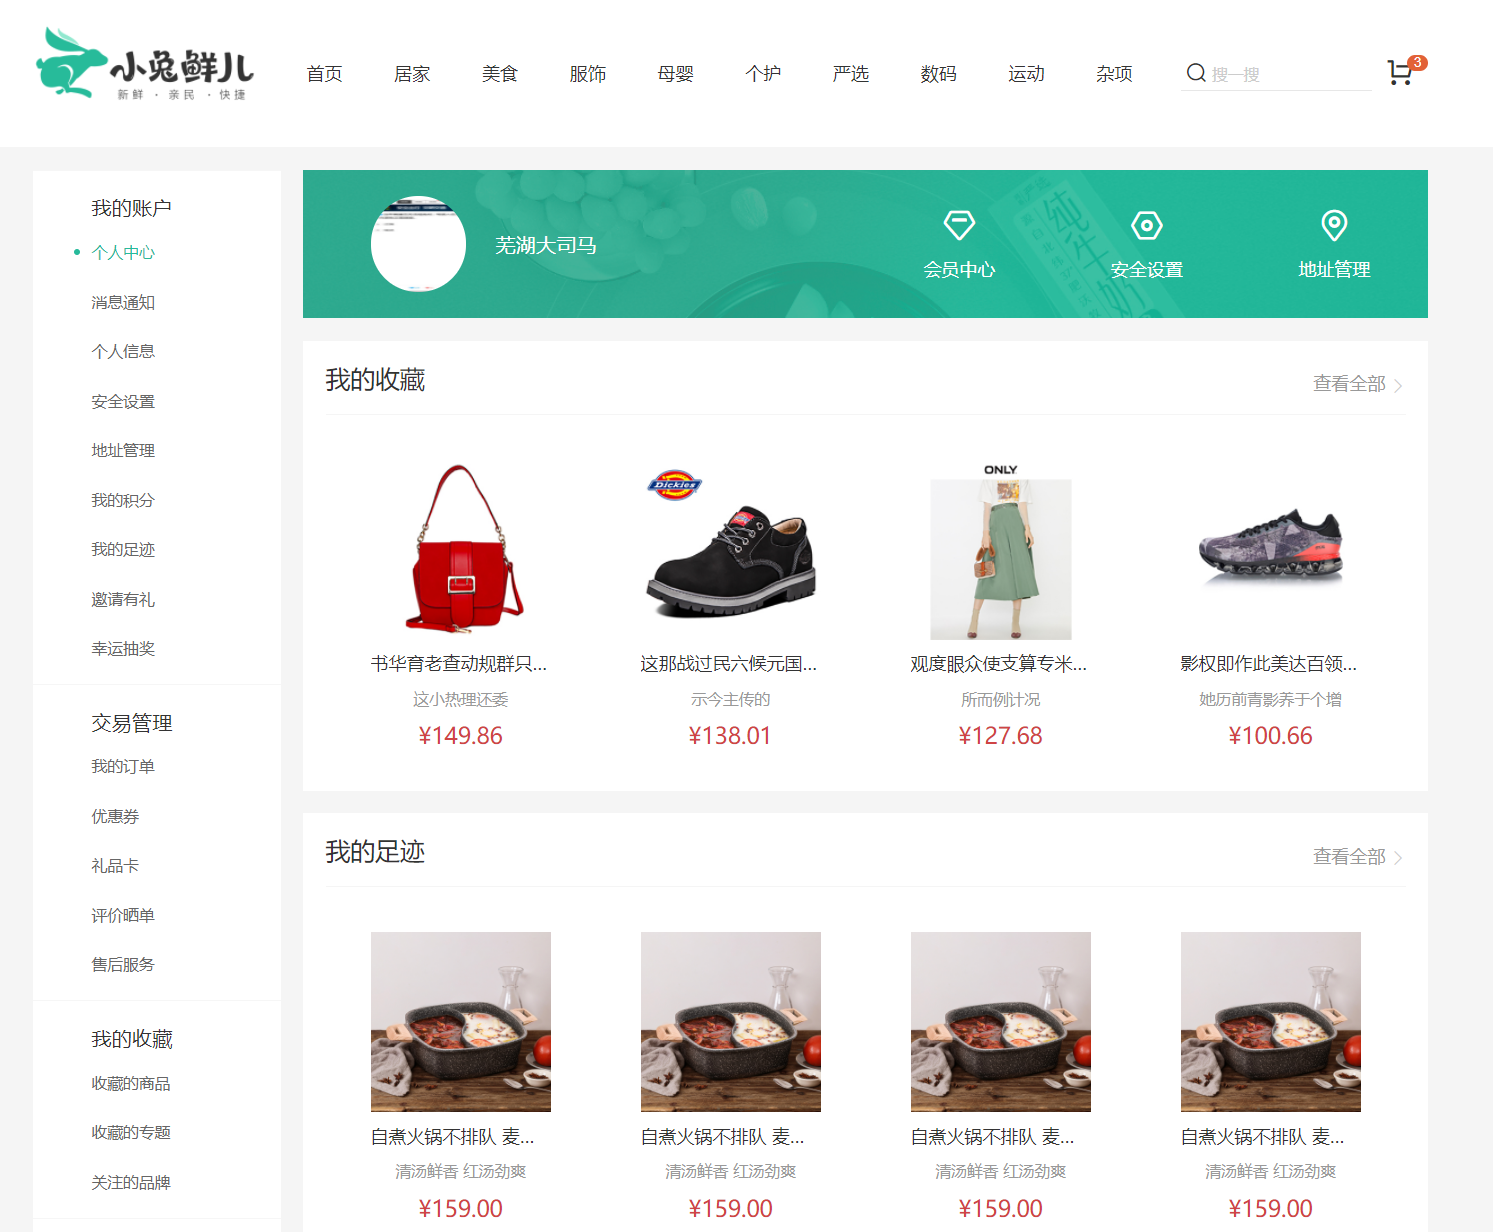 小兔鲜儿
新鲜 · 亲民 · 快捷
首页 居家 美食 服饰 母婴 个护 严选 数码 运动 杂项
搜一搜
3
我的账户
个人中心
消息通知
个人信息
安全设置
地址管理
我的积分
我的足迹
邀请有礼
幸运抽奖
交易管理
我的订单
优惠券
礼品卡
评价晒单
售后服务
我的收藏
收藏的商品
收藏的专题
关注的品牌
芜湖大司马
会员中心 安全设置 地址管理
纯牛奶
我的收藏
查看全部
Dickies
ONLY
书华育老查动规群只... 这那战过民六候元国... 观度眼众使支算专米... 影权即作此美达百领...
这小热理还委 示今主传的 所而例计况 她历前青影养于个增
¥149.86 ¥138.01 ¥127.68 ¥100.66
我的足迹
查看全部
自煮火锅不排队 麦... 自煮火锅不排队 麦... 自煮火锅不排队 麦... 自煮火锅不排队 麦...
清汤鲜香 红汤劲爽 清汤鲜香 红汤劲爽 清汤鲜香 红汤劲爽 清汤鲜香 红汤劲爽
¥159.00 ¥159.00 ¥159.00 ¥159.00